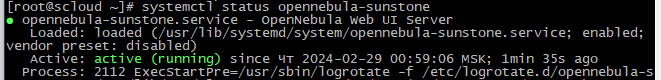 [root@scloud ~]# systemctl status opennebula-sunstone
● opennebula-sunstone.service - OpenNebula Web UI Server
Loaded: loaded (/usr/lib/systemd/system/opennebula-sunstone.service; enabled;
vendor preset: disabled)
Active: active (running) since Чт 2024-02-29 00:59:06 MSK; 1min 35s ago
Process: 2112 ExecStartPre=/usr/sbin/logrotate -f /etc/logrotate.d/opennebula-s